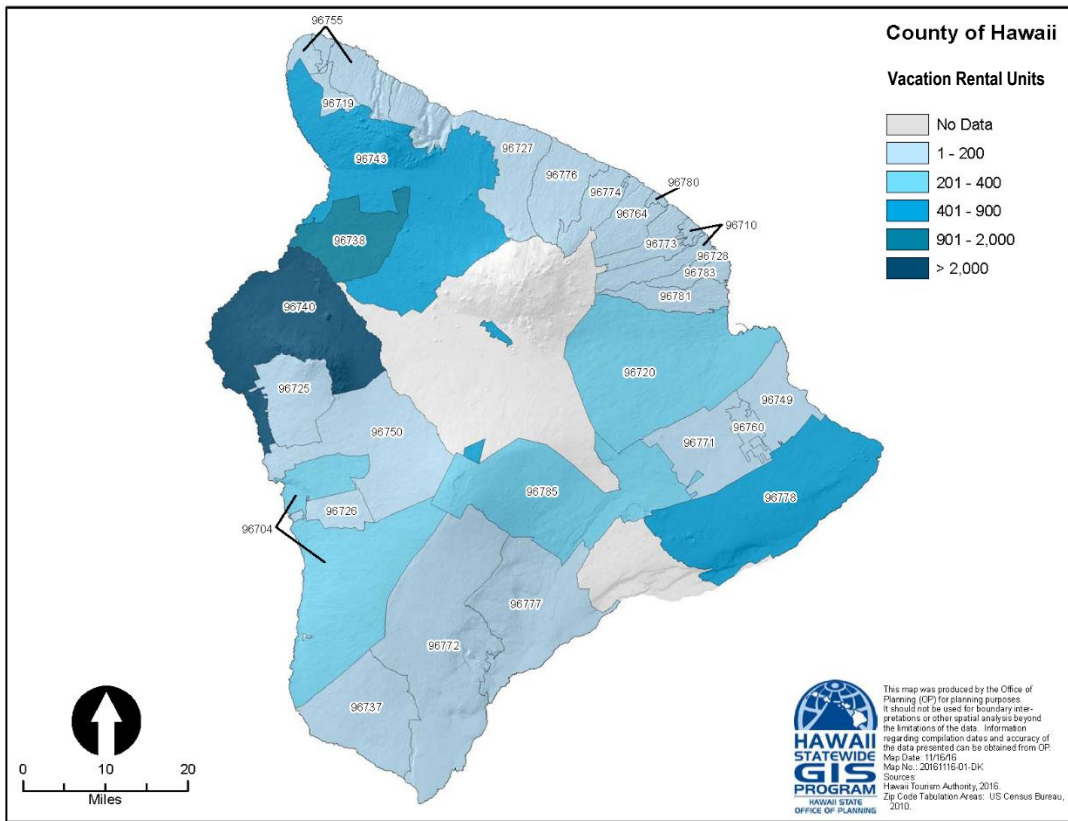 County of Hawaii
Vacation Rental Units
No Data
1 - 200
201 - 400
401 - 900
901 - 2,000
> 2,000
96755
96719
96743
96727
96776
96774
96780
96764
96710
96738
96773
96728
96783
96781
96740
96720
96725
96749
96750
96760
96771
96785
96778
96726
96704
96777
96772
96737
0 10 20
Miles
HAWAII
STATEWIDE
GIS
PROGRAM
HAWAII STATE
OFFICE OF PLANNING
This map was produced by the Office of
Planning (OP) for planning purposes.
It should not be used for boundary inter-
pretations or other spatial analysis beyond
the limitations of the data. Information
regarding compilation dates and accuracy of
the data presented can be obtained from OP.
Map Date: 11/16/16
Map No.: 20161116-01-DK
Sources:
Hawaii Tourism Authority, 2016.
Zip Code Tabulation Areas: US Census Bureau,
2010.